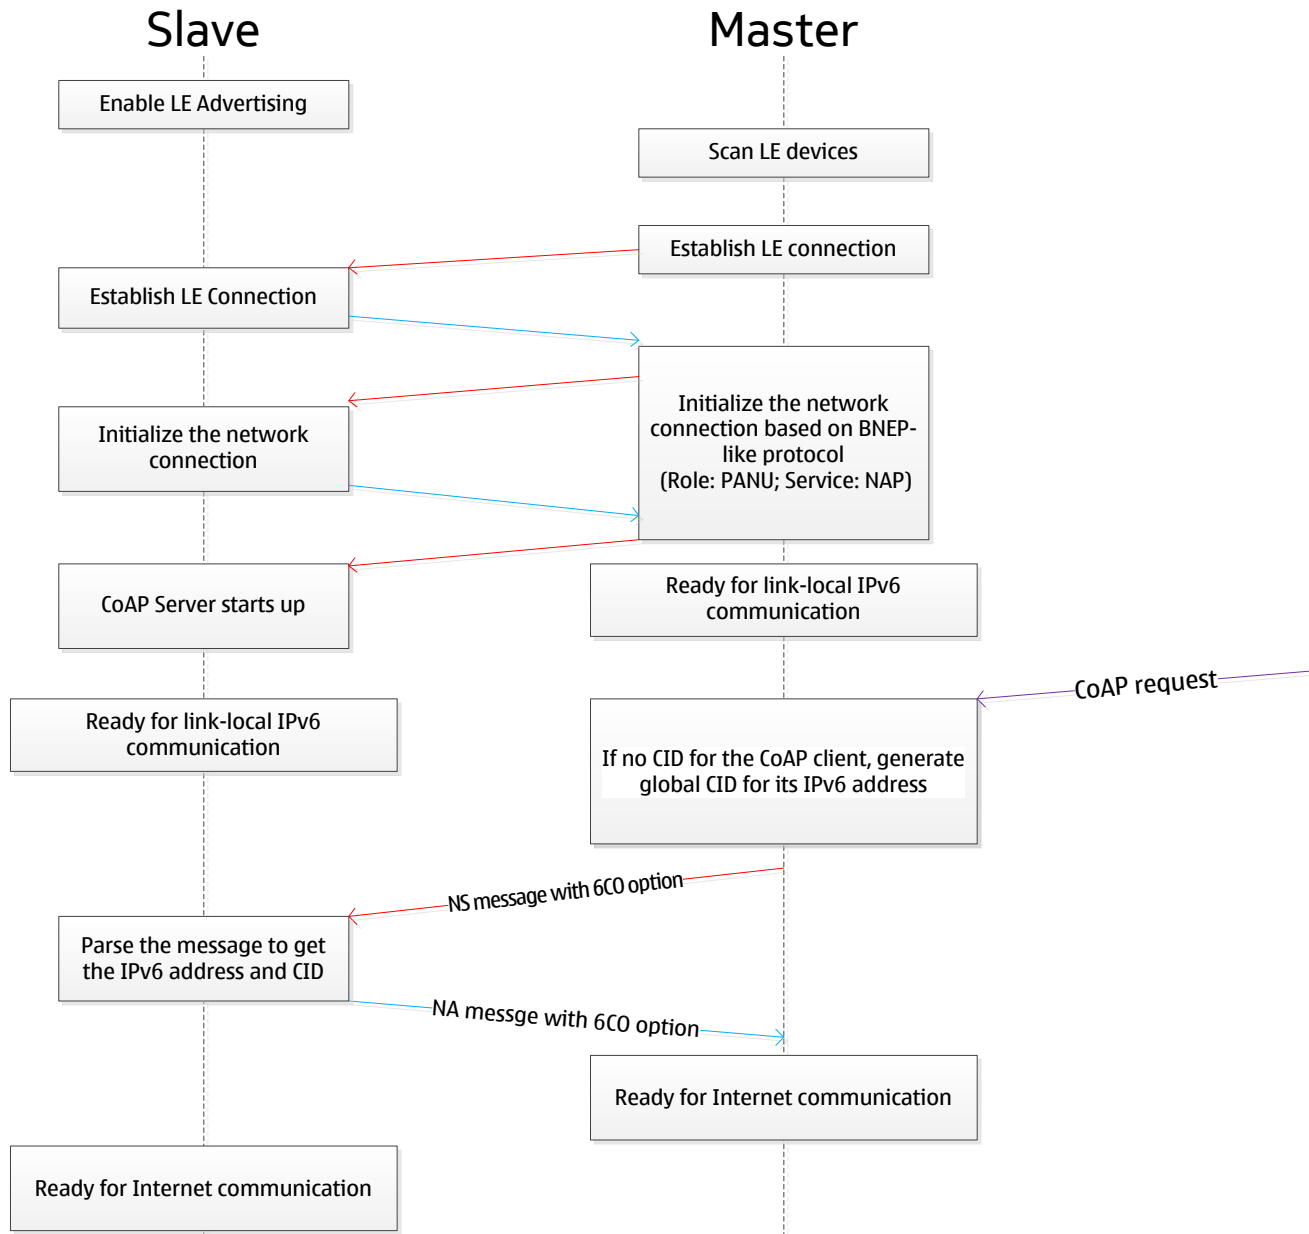 Slave
Master
Enable LE Advertising
Scan LE devices
Establish LE connection
Establish LE Connection
Initialize the network
connection based on BNEP-
like protocol
(Role: PANU; Service: NAP)
Initialize the network
connection
CoAP Server starts up
Ready for link-local IPv6
communication
CoAP request
Ready for link-local IPv6
communication
If no CID for the CoAP client, generate
global CID for its IPv6 address
NS message with 6CO option
Parse the message to get
the IPv6 address and CID
NA messge with 6CO option
Ready for Internet communication
Ready for Internet communication